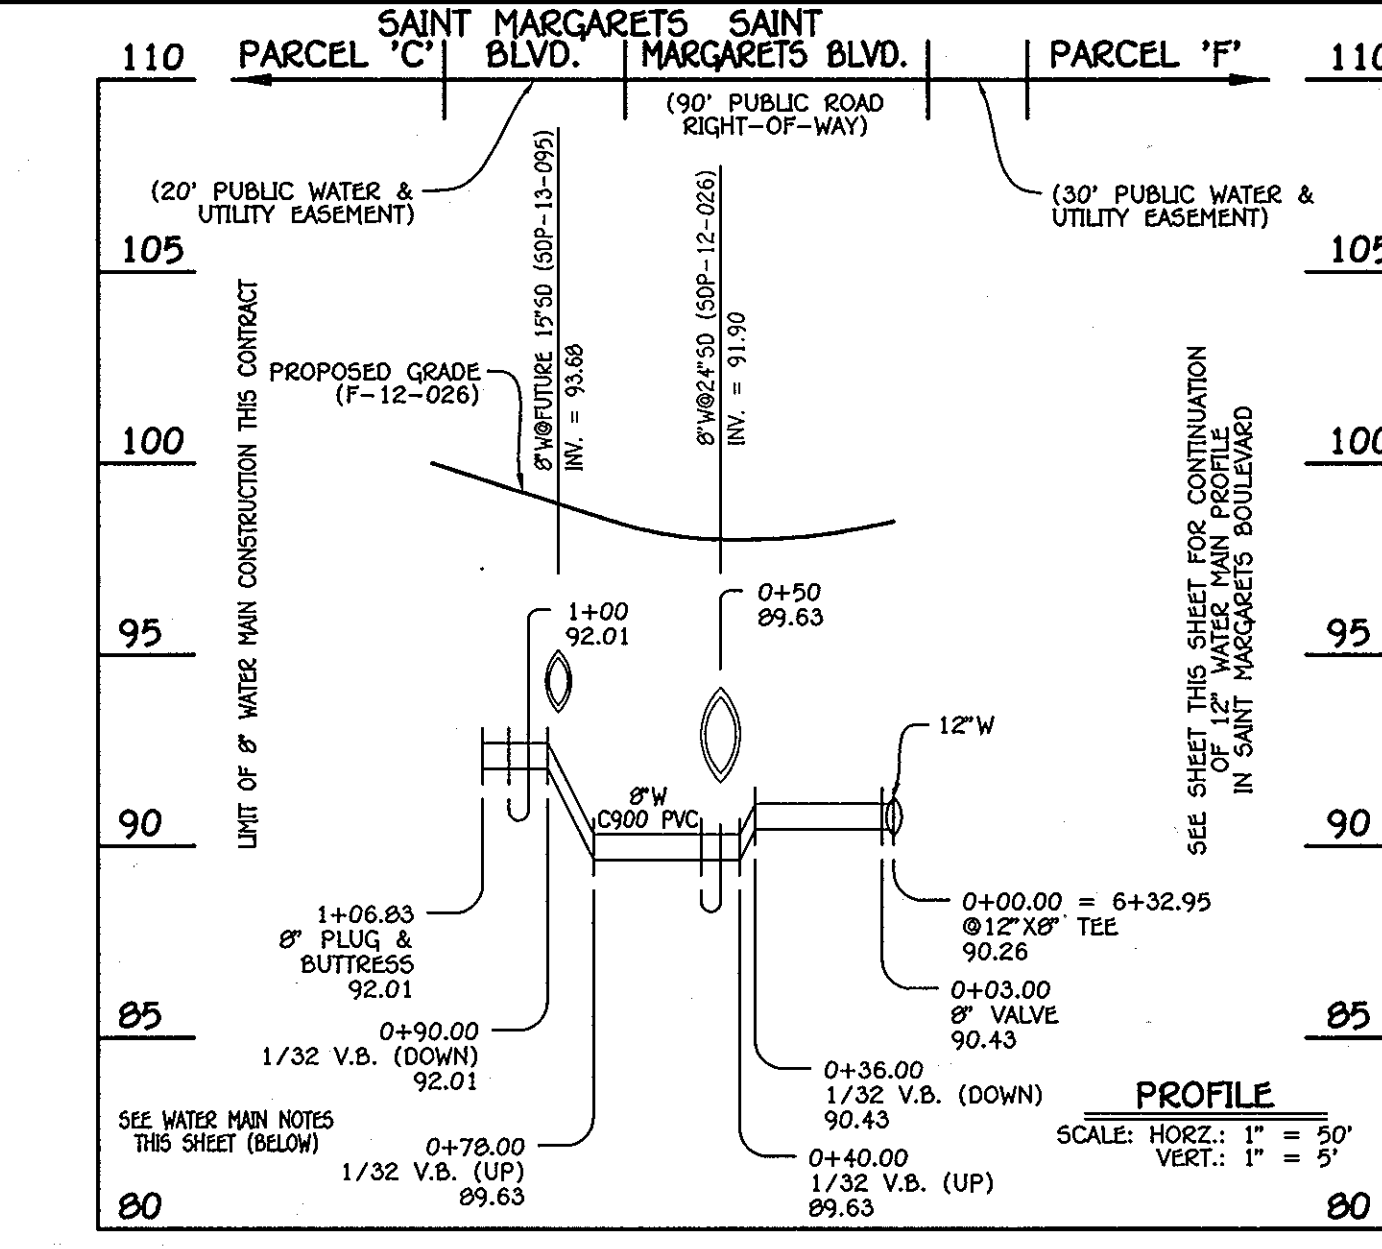 SAINT MARGARETS SAINT
110 PARCEL 'C' BLVD. MARGARETS BLVD. PARCEL 'F' 110
(90' PUBLIC ROAD
RIGHT-OF-WAY)
(20' PUBLIC WATER &
UTILITY EASEMENT)
(30' PUBLIC WATER &
UTILITY EASEMENT)
8"W@FUTURE 15"SD (SDP-13-095)
INV. = 93.68
8"W@24"SD (SDP-12-026)
INV. = 91.90
105 105
LIMIT OF 8" WATER MAIN CONSTRUCTION THIS CONTRACT
PROPOSED GRADE
(F-12-026)
SEE SHEET THIS SHEET FOR CONTINUATION
OF 12" WATER MAIN PROFILE
IN SAINT MARGARETS BOULEVARD
100 100
0+50
89.63
1+00
92.01
95 95
12"W
8"W
C900 PVC
90 90
1+06.83
8" PLUG &
BUTTRESS
92.01
0+00.00 = 6+32.95
@12"X8" TEE
90.26
0+03.00
8" VALVE
90.43
85 85
0+90.00
1/32 V.B. (DOWN)
92.01
0+36.00
1/32 V.B. (DOWN)
90.43
SEE WATER MAIN NOTES
THIS SHEET (BELOW)
0+78.00
1/32 V.B. (UP)
89.63
0+40.00
1/32 V.B. (UP)
89.63
PROFILE
SCALE: HORZ.: 1" = 50'
VERT.: 1" = 5'
80 80